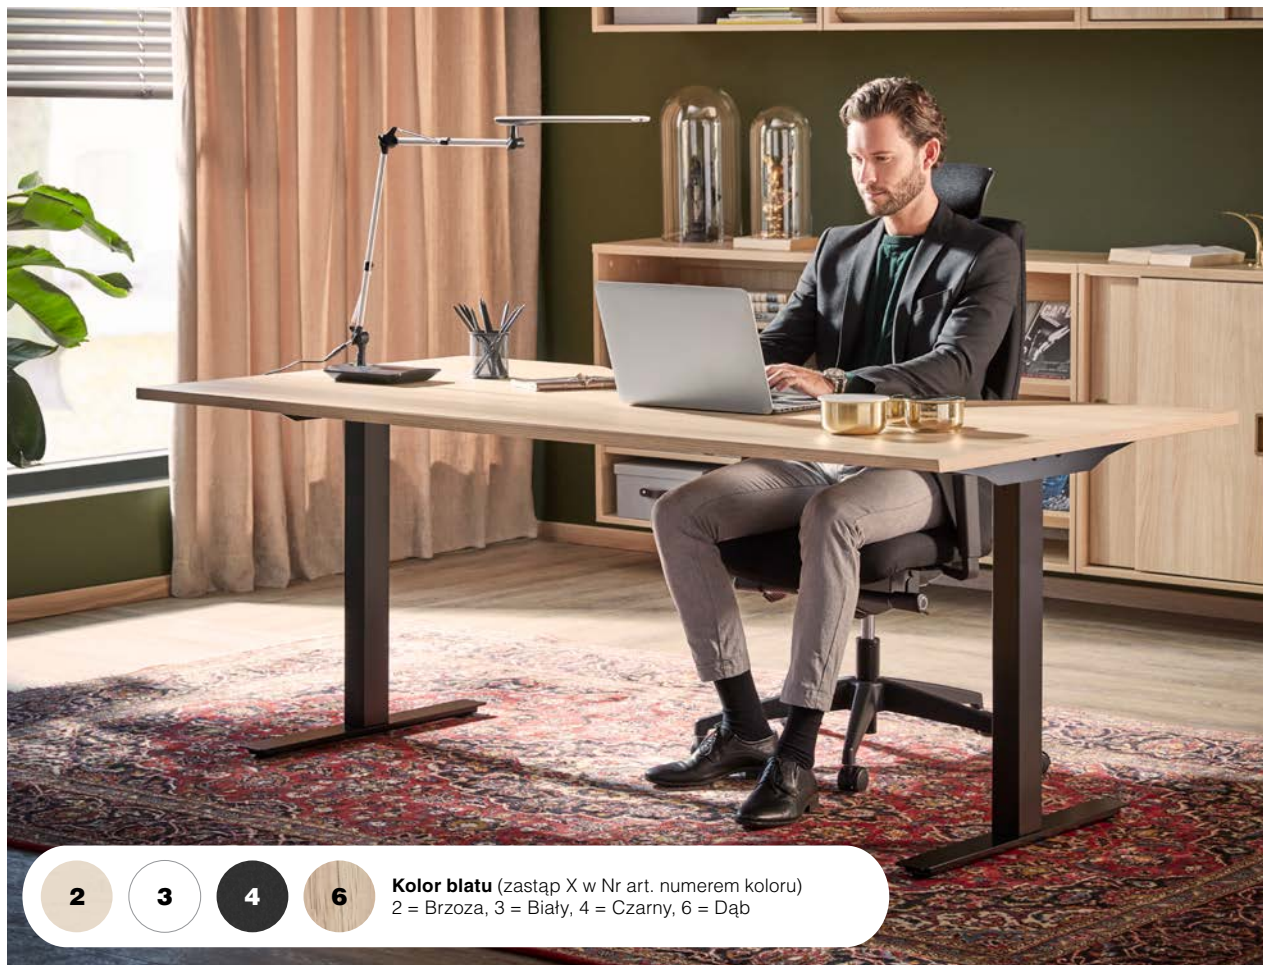 2 3 4 6
Kolor blatu (zastąp X w Nr art. numerem koloru)
2 = Brzoza, 3 = Biały, 4 = Czarny, 6 = Dąb